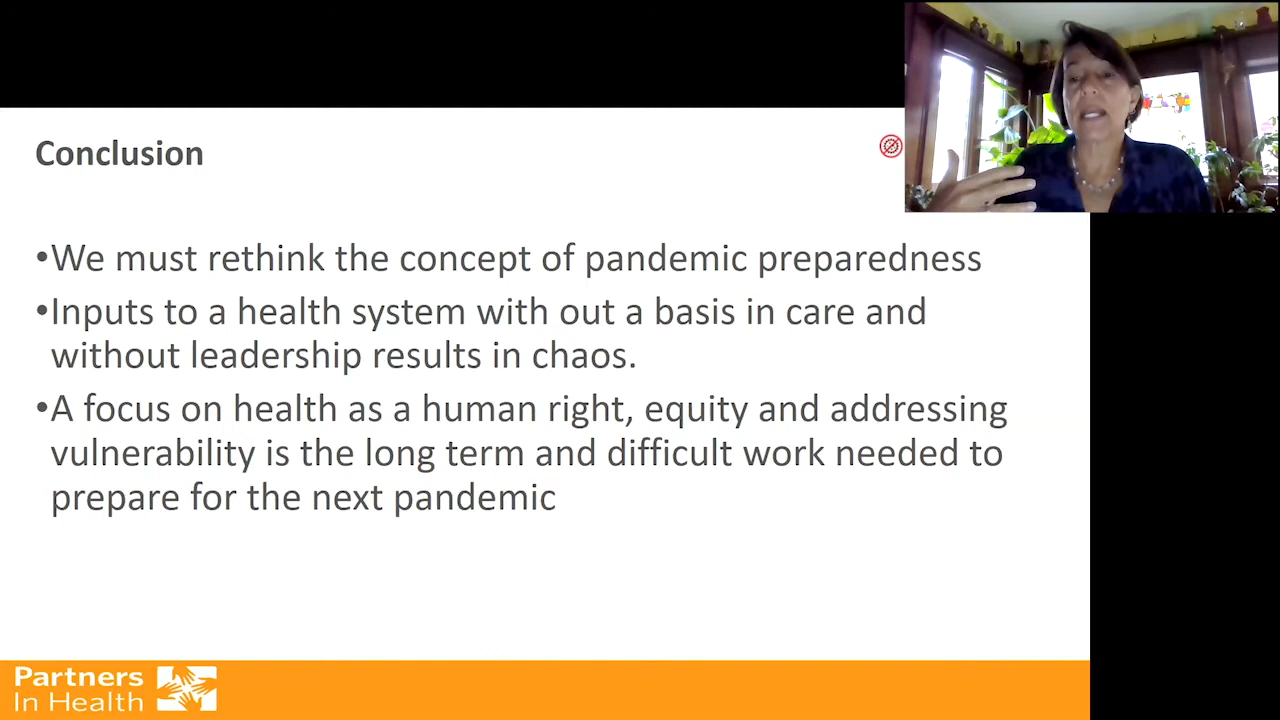 Conclusion
•We must rethink the concept of pandemic preparedness
•Inputs to a health system with out a basis in care and
without leadership results in chaos.
•A focus on health as a human right, equity and addressing
vulnerability is the long term and difficult work needed to
prepare for the next pandemic
Partners
In Health